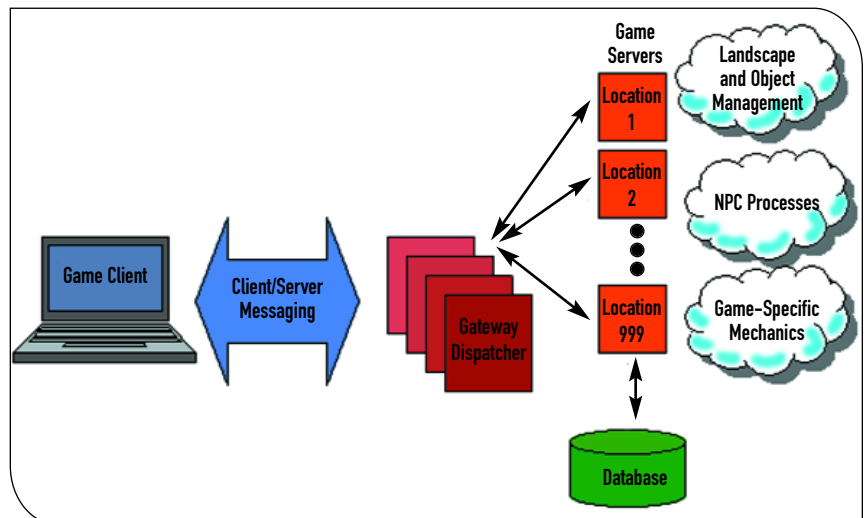 Game
Servers
Landscape
and Object
Management
Location
1
Location
2
NPC Processes
Game Client
Client/Server
Messaging
Gateway
Dispatcher
Location
999
Game-Specific
Mechanics
Database